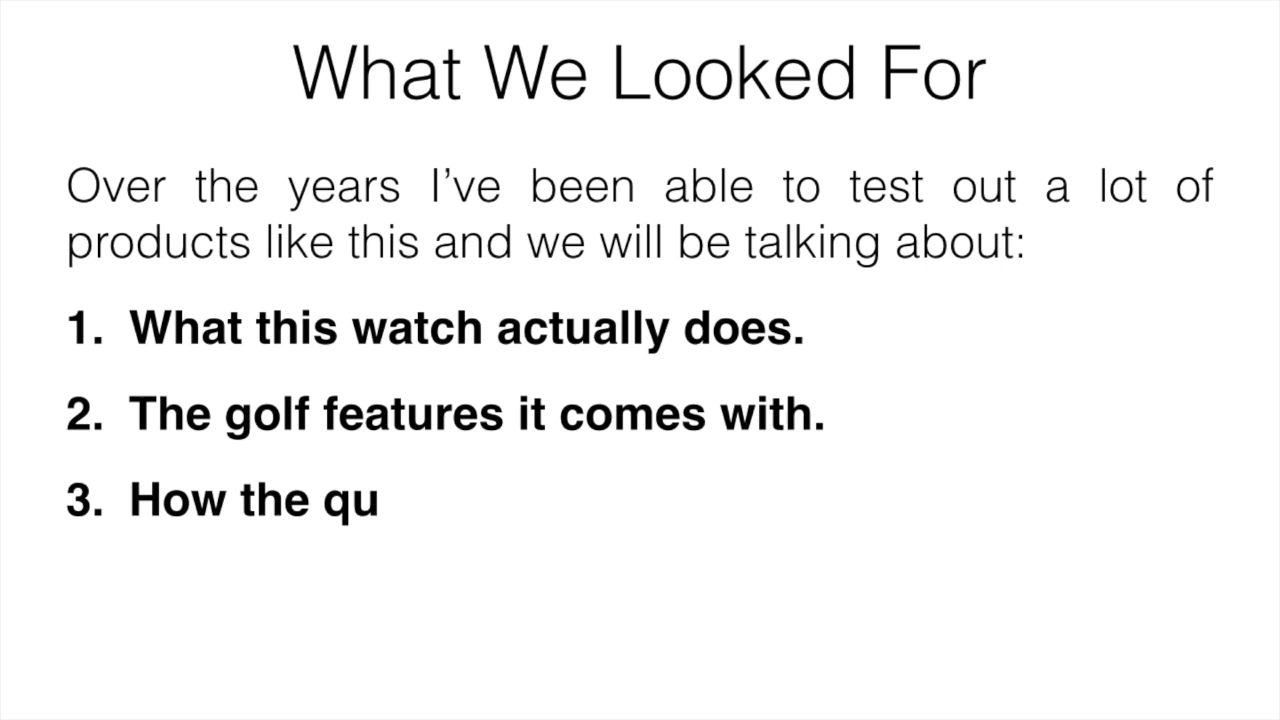 What We Looked For
Over the years I’ve been able to test out a lot of
products like this and we will be talking about:
1. What this watch actually does.
2. The golf features it comes with.
3. How the qu